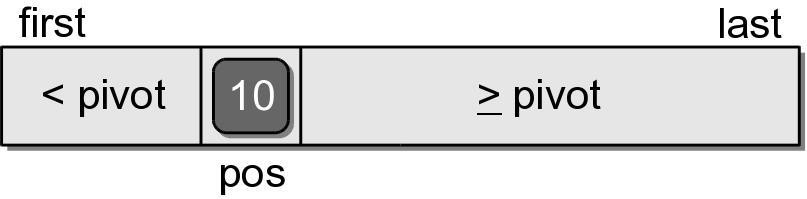 first last
< pivot 10 ≥ pivot
pos